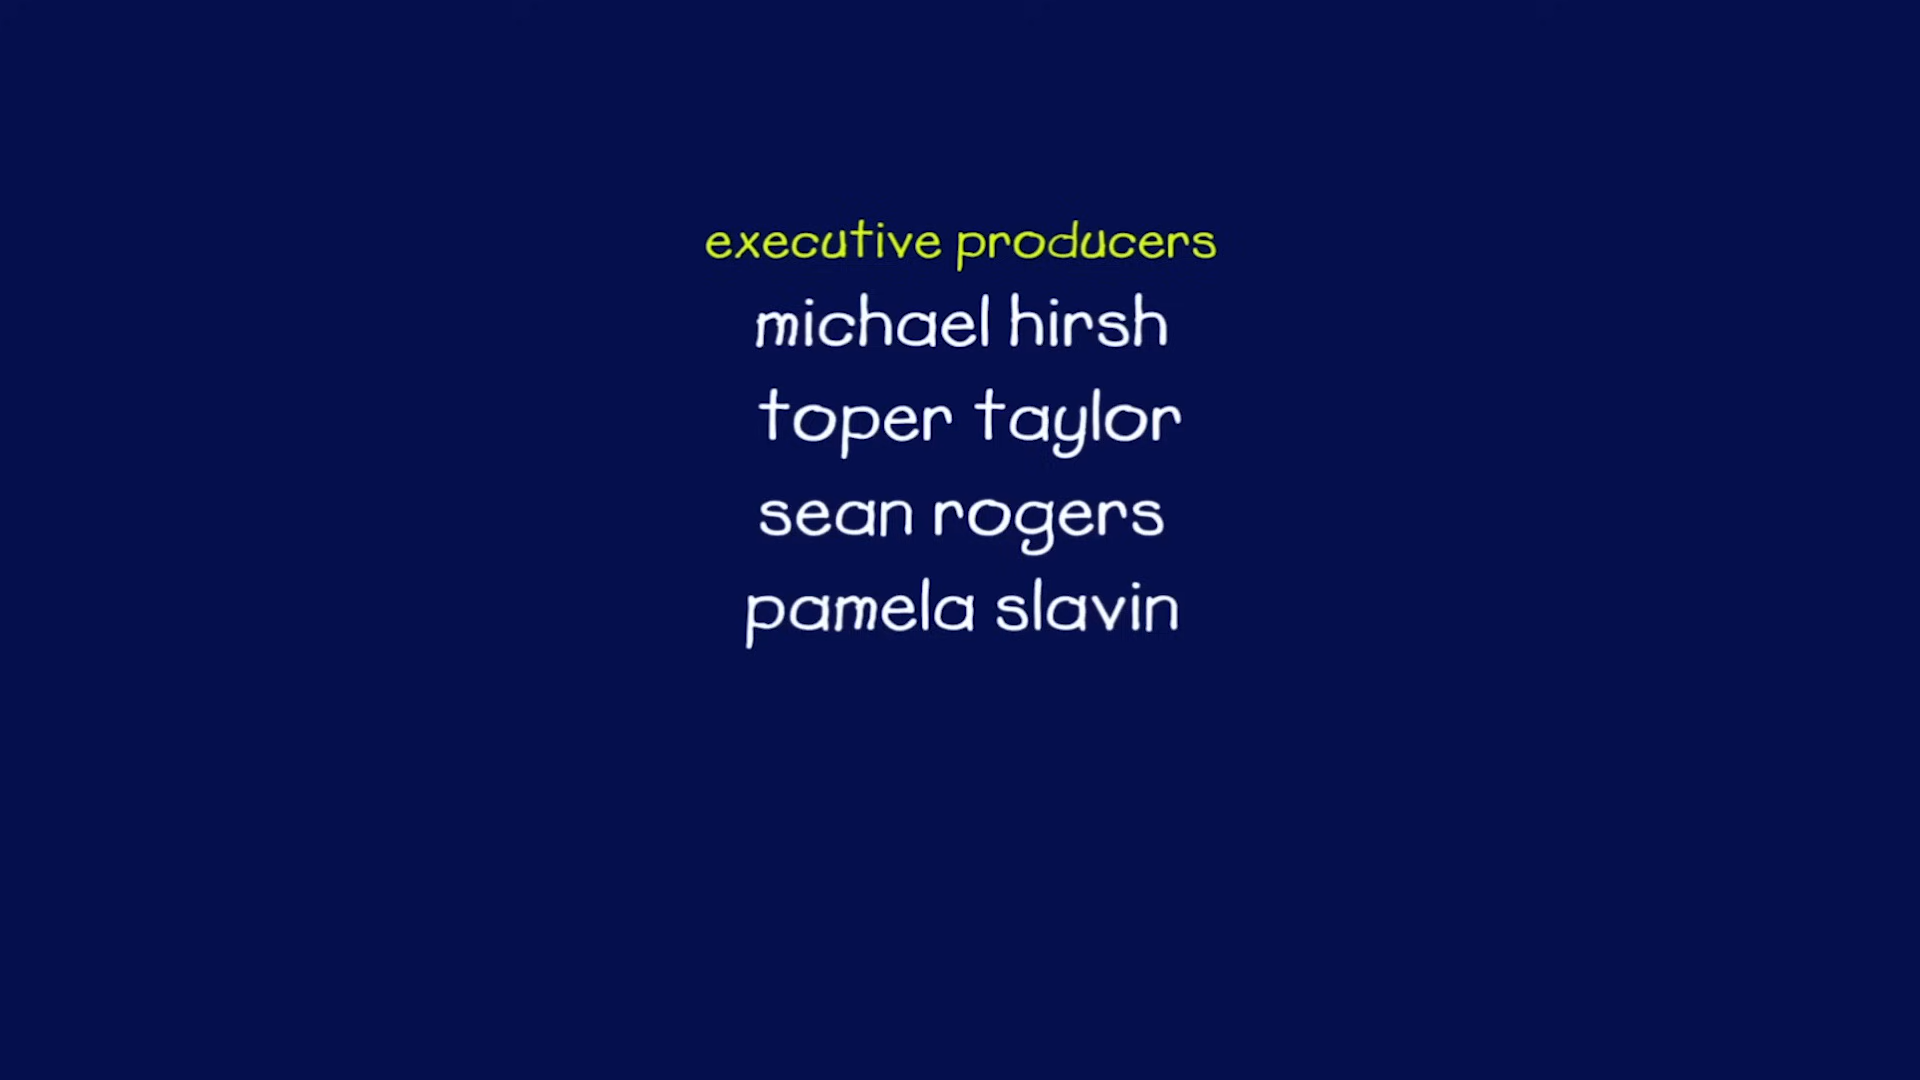 executive producers
michael hirsh
toper taylor
sean rogers
pamela slavin